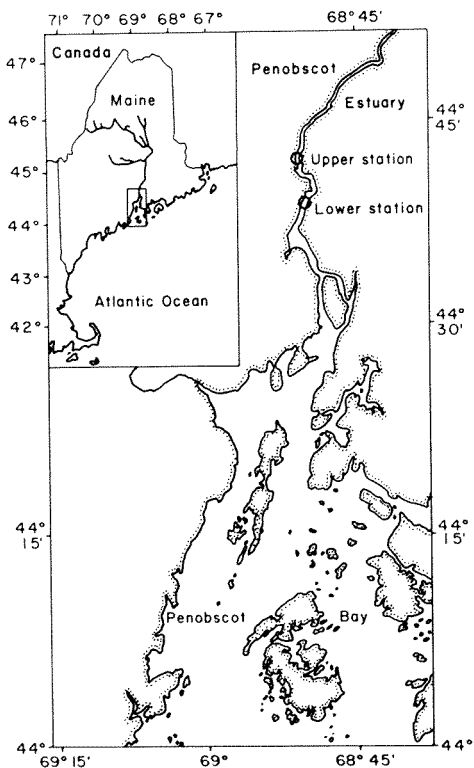 71° 70° 69° 68° 67°
68° 45'
Canada
47°
Maine
46°
45°
44°
43°
42°
Atlantic Ocean
Penobscot
Estuary
44°
45'
Upper station
Lower station
44°
30'
44°
15'
44°
15'
Penobscot Bay
44°
44°
69° 15' 69° 68° 45'